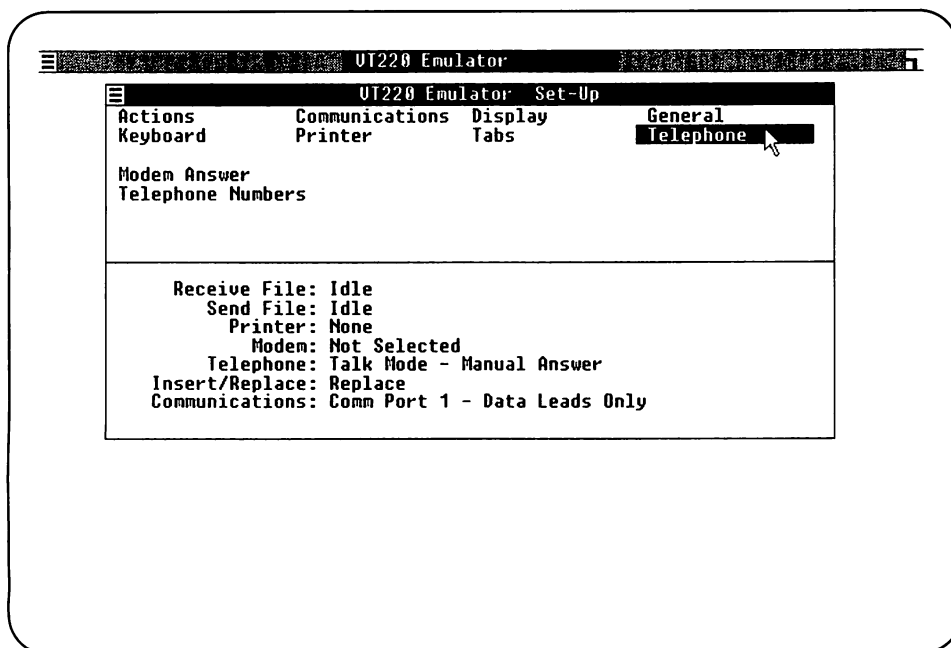 VT220 Emulator
VT220 Emulator Set-Up
Actions Communications Display General
Keyboard Printer Tabs Telephone
Modem Answer
Telephone Numbers
Receive File: Idle
Send File: Idle
Printer: None
Modem: Not Selected
Telephone: Talk Mode - Manual Answer
Insert/Replace: Replace
Communications: Comm Port 1 - Data Leads Only